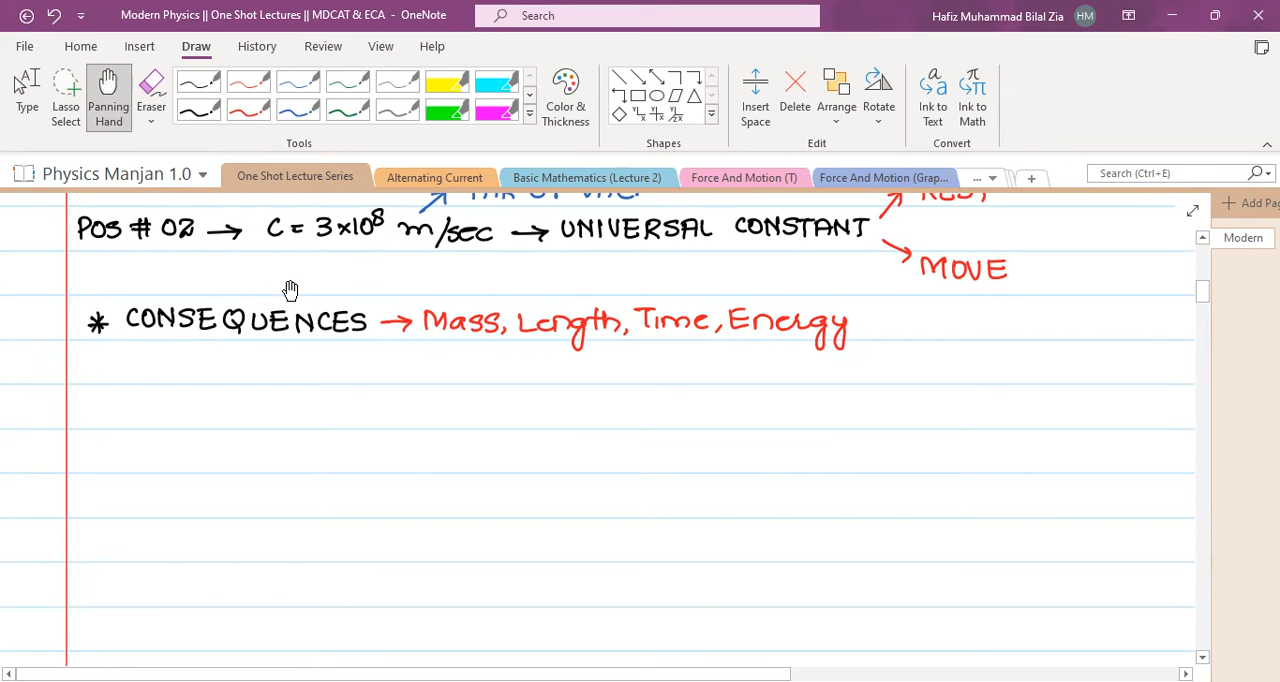 Modern Physics || One Shot Lectures || MDCAT & ECA - OneNote
Search
Hafiz Muhammad Bilal Zia HM
File Home Insert Draw History Review View Help
Type Lasso Select Panning Hand Eraser Color & Thickness Insert Space Delete Arrange Rotate Ink to Text Ink to Math
Tools Shapes Edit Convert
Physics Manjan 1.0 One Shot Lecture Series Alternating Current Basic Mathematics (Lecture 2) Force And Motion (T) Force And Motion (Grap... ... Search (Ctrl+E)
Add Pag
Modern
REST
POS # 02 → C = 3×10⁸ m/sec → UNIVERSAL CONSTANT
MOVE
* CONSEQUENCES → Mass, Length, Time, Energy